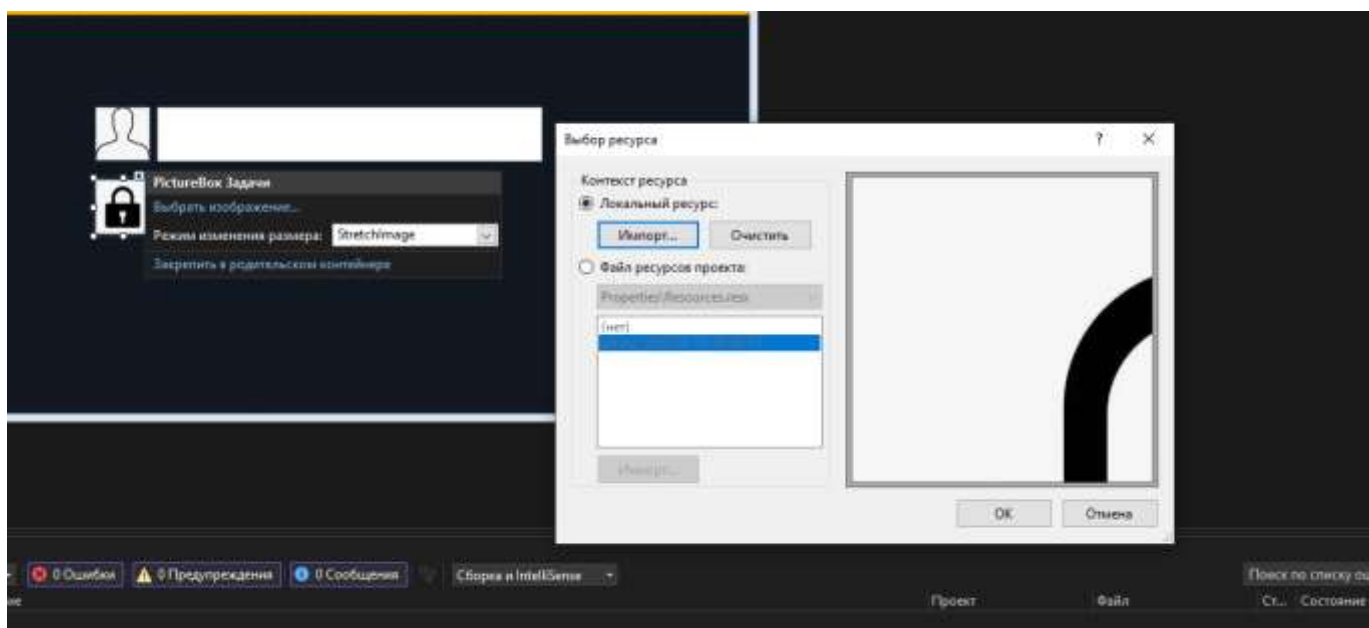 PictureBox Задачи
Выбрать изображение...
Режим изменения размера: StretchImage
Закрепить в родительском контейнере
Выбор ресурса
? ×
Контекст ресурса
Локальный ресурс:
Импорт... Очистить
Файл ресурсов проекта:
Properties\Resources.resx
(нет)
Импорт...
OK Отмена
0 Ошибки 0 Предупреждения 0 Сообщения Сборка и IntelliSense
Поиск по списку ош
ие Проект Файл Ст... Состояние